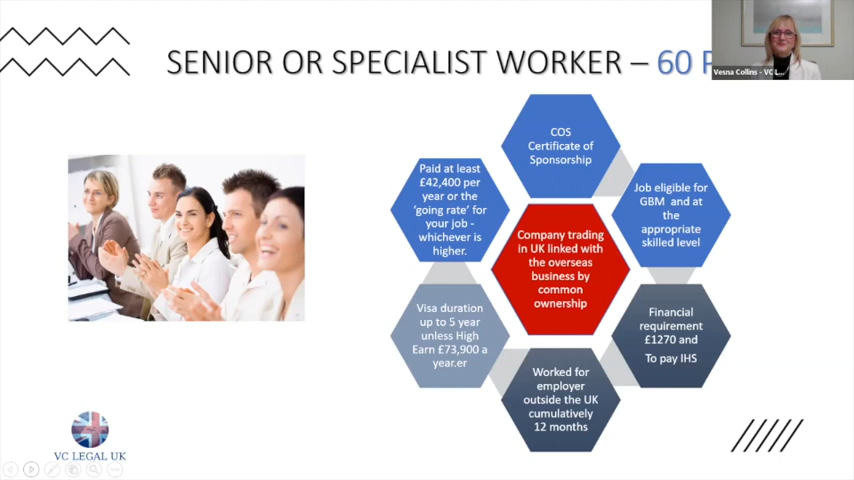 SENIOR OR SPECIALIST WORKER – 60 P
Vesna Collins - VC L...
COS
Certificate of
Sponsorship
Job eligible for
GBM and at
the
appropriate
skilled level
Financial
requirement
£1270 and
To pay IHS
Worked for
employer
outside the UK
cumulatively
12 months
Visa duration
up to 5 year
unless High
Earn £73,900 a
year.er
Paid at least
£42,400 per
year or the
‘going rate’ for
your job -
whichever is
higher.
Company trading
in UK linked with
the overseas
business by
common
ownership
VC LEGAL UK